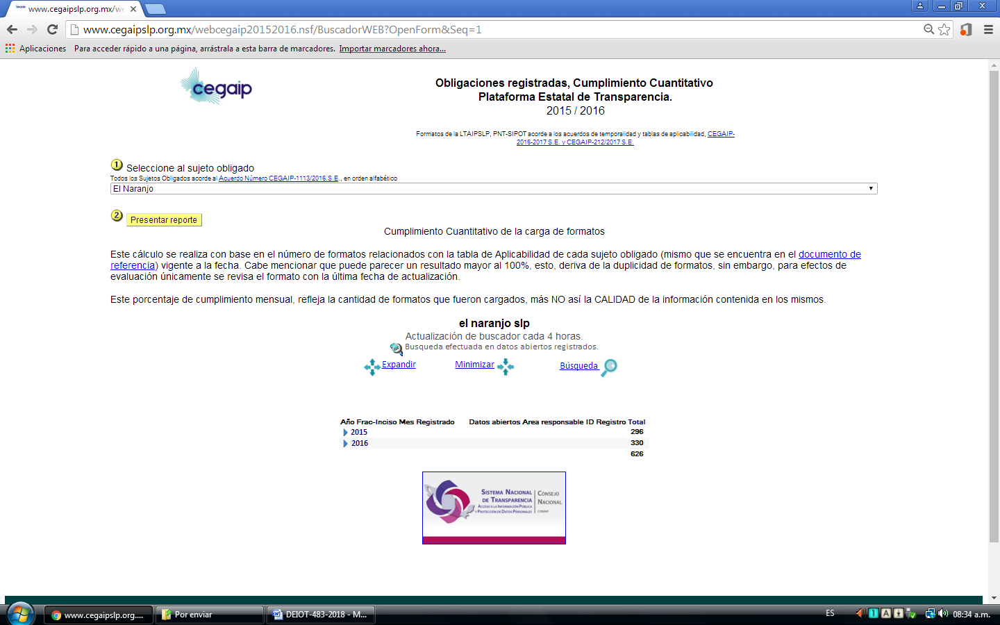 www.cegaipslp.org.mx/we
www.cegaipslp.org.mx/webcegaip20152016.nsf/BuscadorWEB?OpenForm&Seq=1
Aplicaciones Para acceder rápido a una página, arrástrala a esta barra de marcadores. Importar marcadores ahora...
cegaip
Obligaciones registradas, Cumplimiento Cuantitativo
Plataforma Estatal de Transparencia.
2015 / 2016
Formatos de la LTAIPSLP, PNT-SIPOT acorde a los acuerdos de temporalidad y tablas de aplicabilidad, CEGAIP-
2016-2017 S.E. y CEGAIP-212/2017 S.E.
1 Seleccione al sujeto obligado
Todos los Sujetos Obligados acorde al Acuerdo Número CEGAIP-1113/2016.S.E., en orden alfabético
El Naranjo
2 Presentar reporte
Cumplimiento Cuantitativo de la carga de formatos
Este cálculo se realiza con base en el número de formatos relacionados con la tabla de Aplicabilidad de cada sujeto obligado (mismo que se encuentra en el documento de
referencia) vigente a la fecha. Cabe mencionar que puede parecer un resultado mayor al 100%, esto, deriva de la duplicidad de formatos, sin embargo, para efectos de
evaluación únicamente se revisa el formato con la última fecha de actualización.
Este porcentaje de cumplimiento mensual, refleja la cantidad de formatos que fueron cargados, más NO así la CALIDAD de la información contenida en los mismos.
el naranjo slp
Actualización de buscador cada 4 horas.
Busqueda efectuada en datos abiertos registrados.
Expandir Minimizar Búsqueda
Año Frac-Inciso Mes Registrado Datos abiertos Area responsable ID Registro Total
2015 296
2016 330
626
SISTEMA NACIONAL
DE TRANSPARENCIA
ACCESO A LA INFORMACIÓN PÚBLICA
Y PROTECCIÓN DE DATOS PERSONALES
CONSEJO
NACIONAL
CONAIP
www.cegaipslp.org.... Por enviar DEIOT-483-2018 - M... ES 1 A 08:34 a.m.